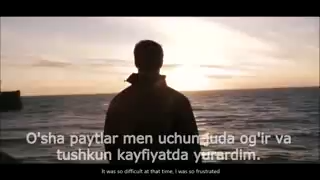 O'sha paytlar men uchun juda og'ir va
tushkun kayfiyatda yurardim.
It was so difficult at that time, I was so frustrated